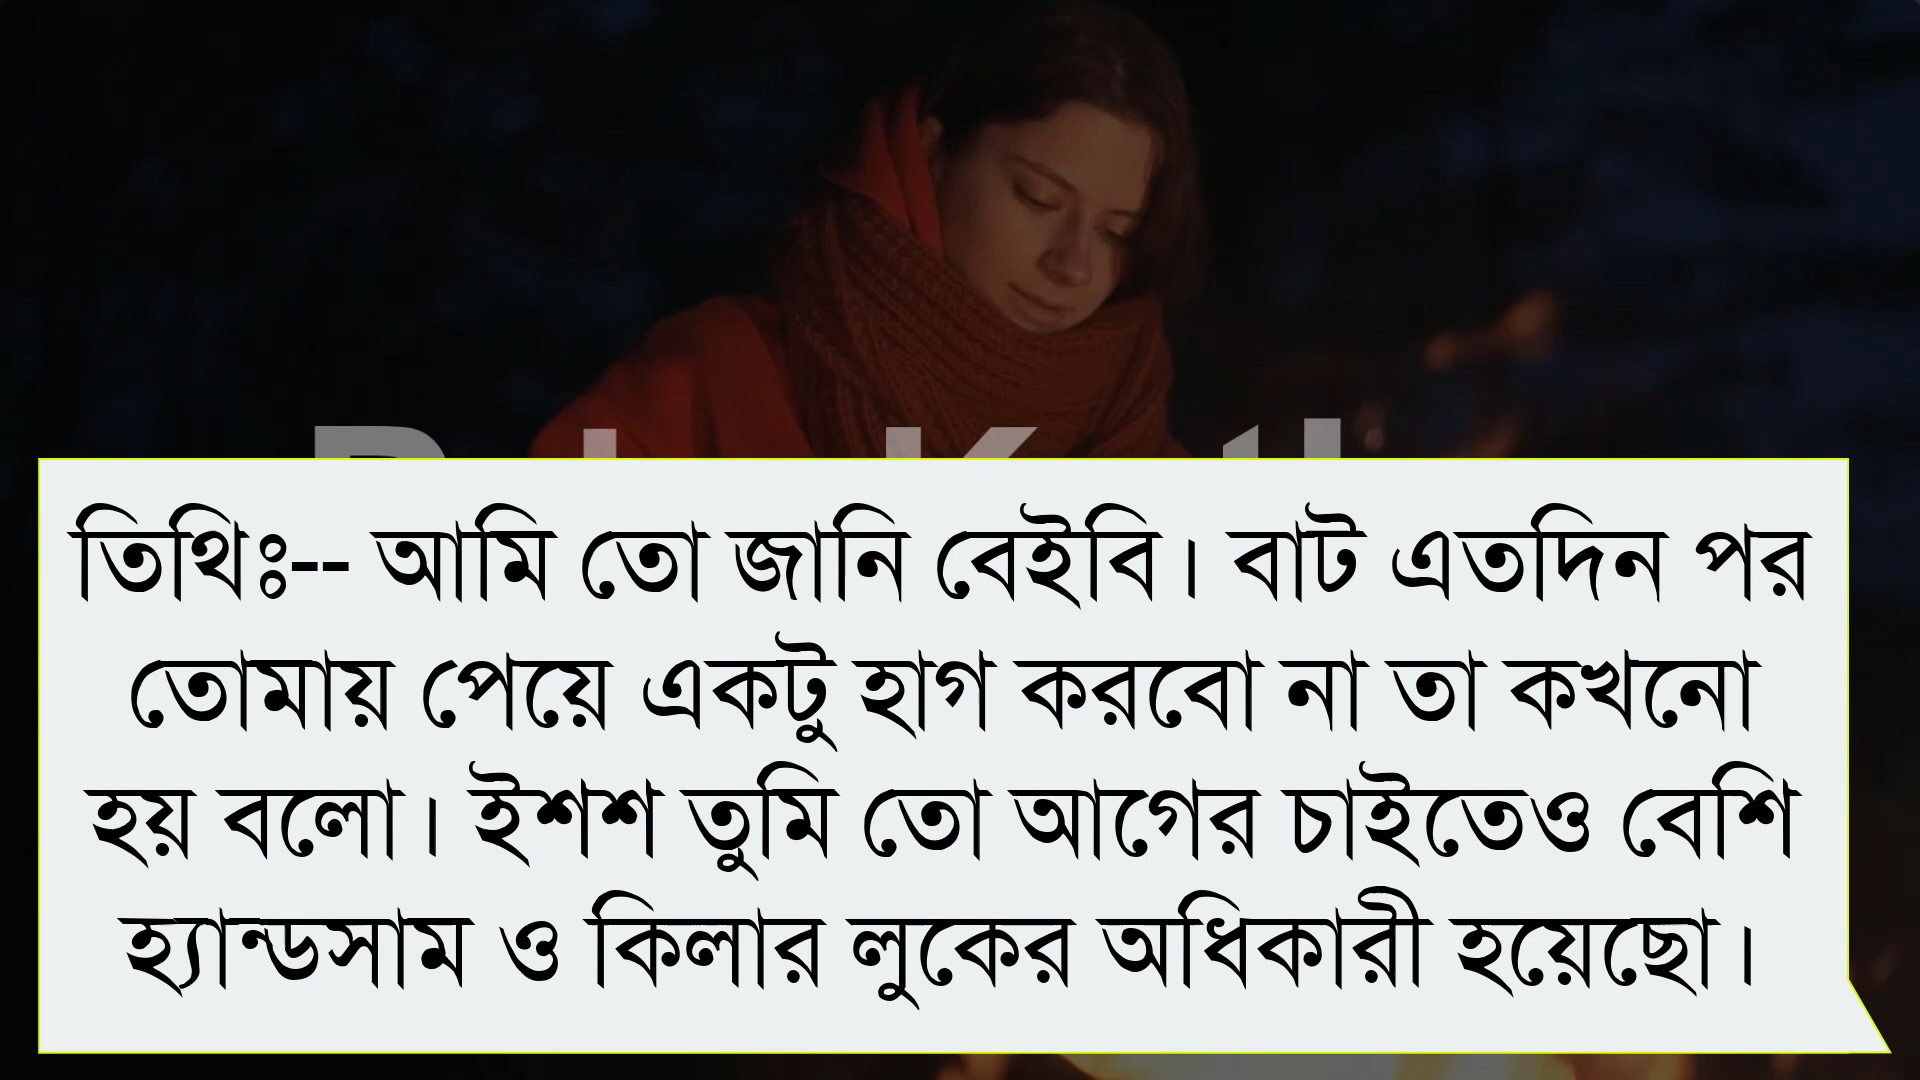 তিথিঃ-- আমি তো জানি বেইবি। বাট এতদিন পর
তোমায় পেয়ে একটু হাগ করবো না তা কখনো
হয় বলো। ইশশ তুমি তো আগের চাইতেও বেশি
হ্যান্ডসাম ও কিলার লুকের অধিকারী হয়েছো।